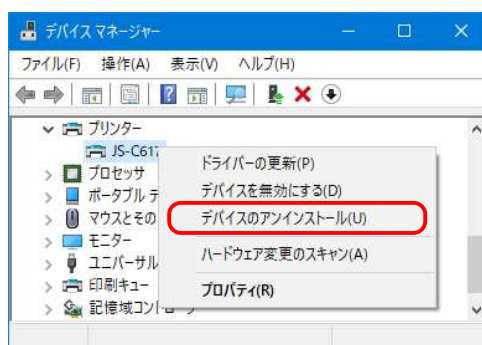 デバイス マネージャー
ファイル(F) 操作(A) 表示(V) ヘルプ(H)
プリンター
JS-C617
プロセッサ
ポータブル デ
マウスとその
モニター
ユニバーサル
印刷キュー
記憶域コントローラー
ドライバーの更新(P)
デバイスを無効にする(D)
デバイスのアンインストール(U)
ハードウェア変更のスキャン(A)
プロパティ(R)